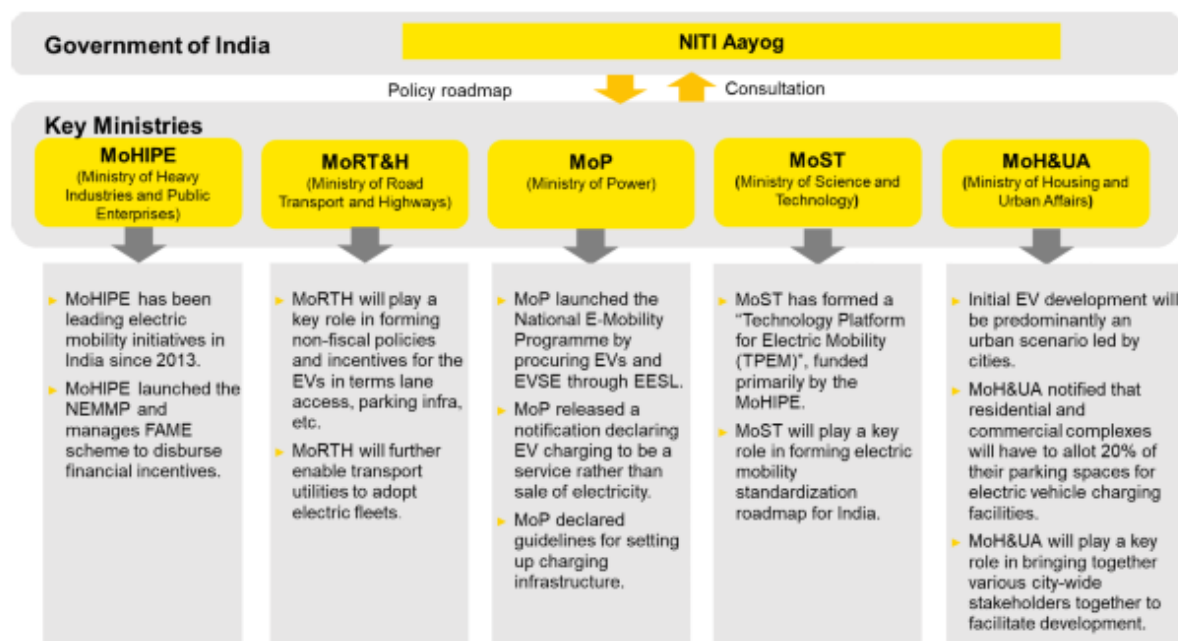 Government of India
NITI Aayog
Policy roadmap
Consultation
Key Ministries
MoHIPE
(Ministry of Heavy
Industries and Public
Enterprises)
MoRT&H
(Ministry of Road
Transport and Highways)
MoP
(Ministry of Power)
MoST
(Ministry of Science and
Technology)
MoH&UA
(Ministry of Housing and
Urban Affairs)
MoHIPE has been
leading electric
mobility initiatives in
India since 2013.
MoHIPE launched the
NEMMP and
manages FAME
scheme to disburse
financial incentives.
MoRTH will play a
key role in forming
non-fiscal policies
and incentives for the
EVs in terms lane
access, parking infra,
etc.
MoRTH will further
enable transport
utilities to adopt
electric fleets.
MoP launched the
National E-Mobility
Programme by
procuring EVs and
EVSE through EESL.
MoP released a
notification declaring
EV charging to be a
service rather than
sale of electricity.
MoP declared
guidelines for setting
up charging
infrastructure.
MoST has formed a
“Technology Platform
for Electric Mobility
(TPEM)”, funded
primarily by the
MoHIPE.
MoST will play a key
role in forming electric
mobility
standardization
roadmap for India.
Initial EV development will
be predominantly an
urban scenario led by
cities.
MoH&UA notified that
residential and
commercial complexes
will have to allot 20% of
their parking spaces for
electric vehicle charging
facilities.
MoH&UA will play a key
role in bringing together
various city-wide
stakeholders together to
facilitate development.